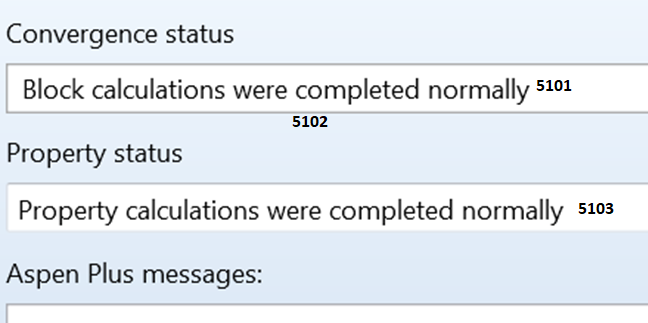 Convergence status
Block calculations were completed normally 5101
5102
Property status
Property calculations were completed normally 5103
Aspen Plus messages: